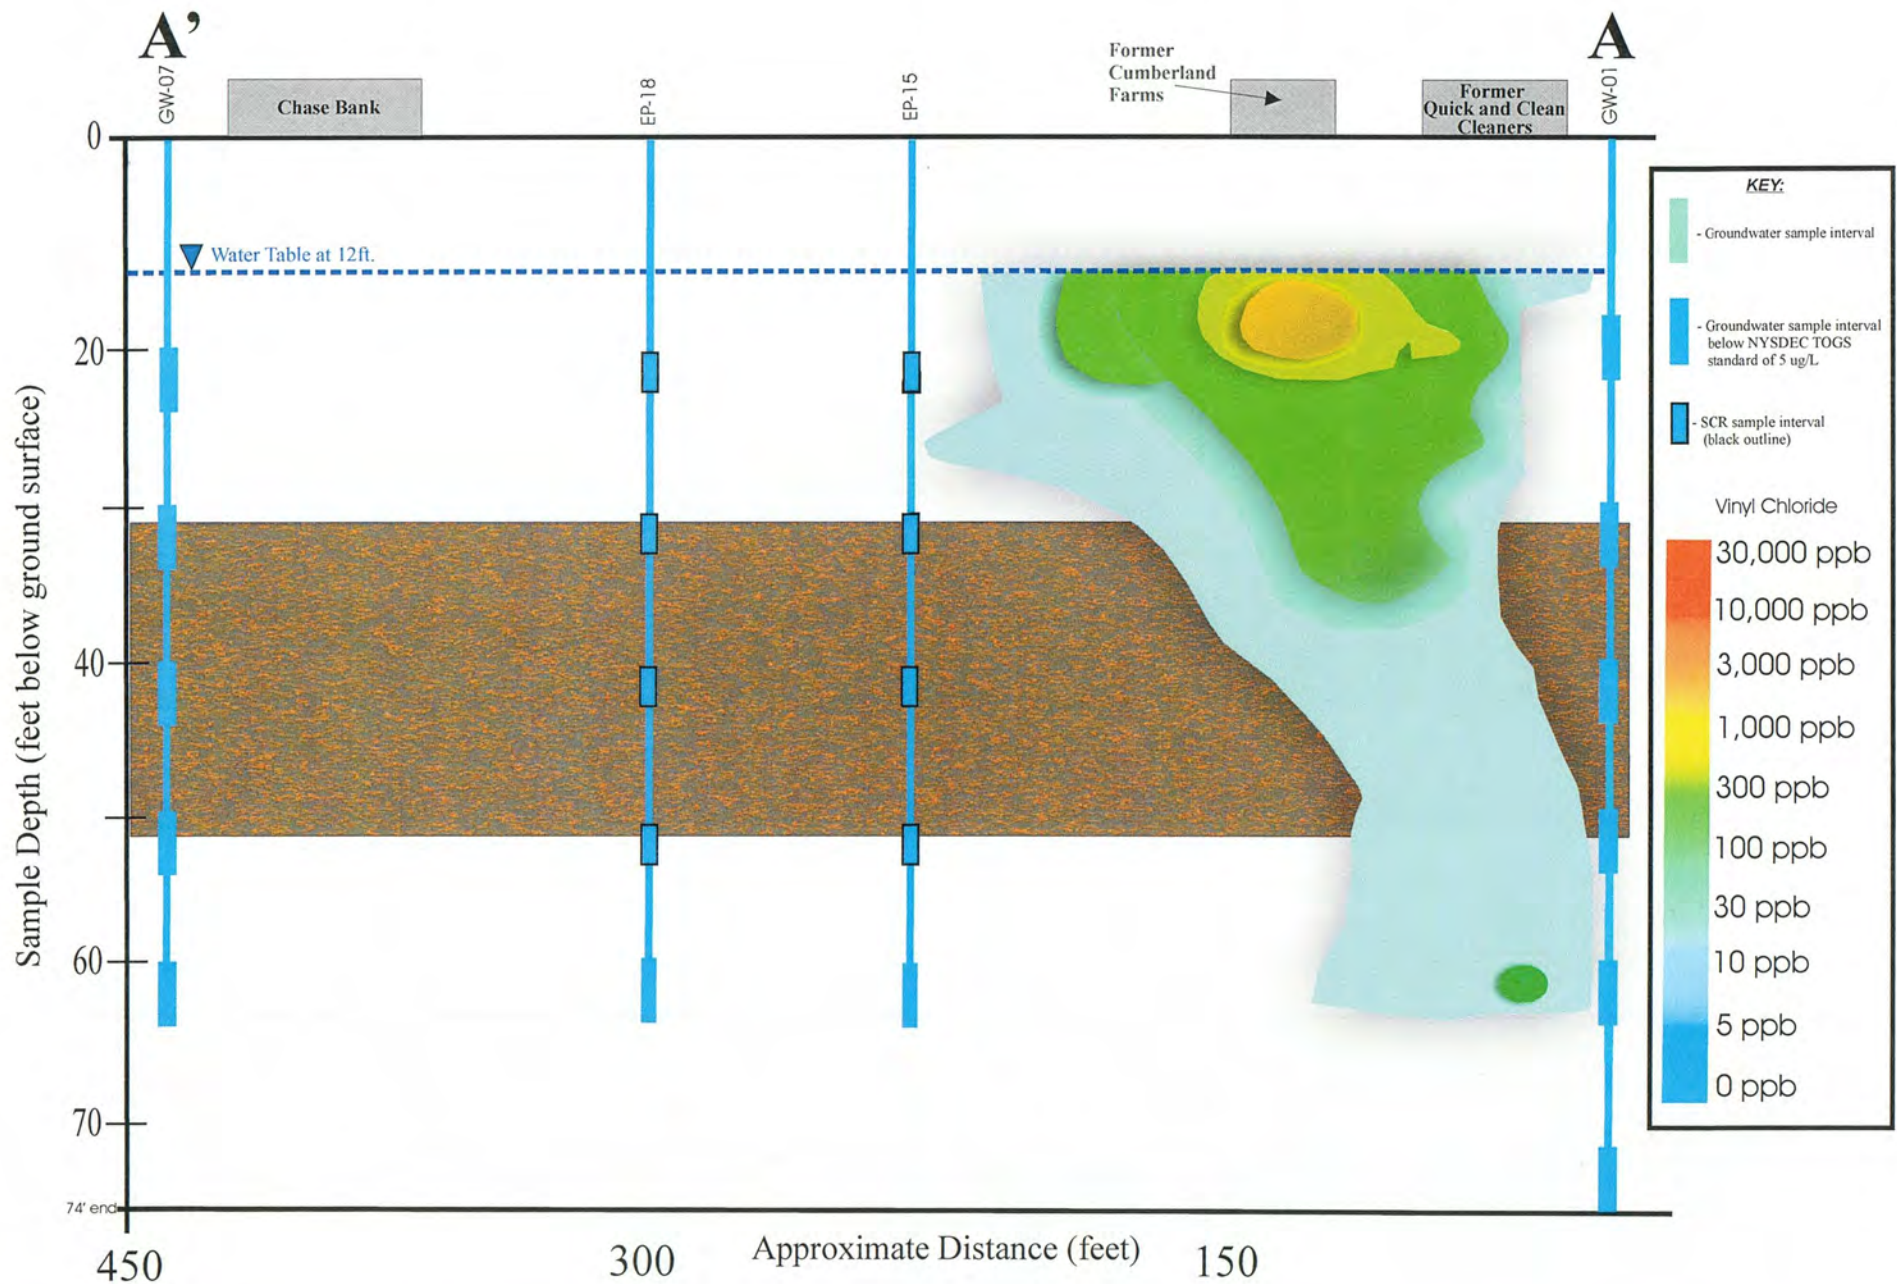 A’
A
GW-07
Chase Bank
EP-18
EP-15
Former
Cumberland
Farms
Former
Quick and Clean
Cleaners
GW-01
0
Water Table at 12ft.
20
40
60
70
74' end
Sample Depth (feet below ground surface)
450
300
Approximate Distance (feet)
150
KEY:
- Groundwater sample interval
- Groundwater sample interval
below NYSDEC TOGS
standard of 5 ug/L
- SCR sample interval
(black outline)
Vinyl Chloride
30,000 ppb
10,000 ppb
3,000 ppb
1,000 ppb
300 ppb
100 ppb
30 ppb
10 ppb
5 ppb
0 ppb